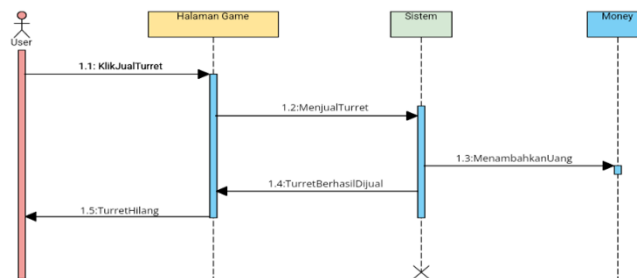 Halaman Game
Sistem
Money
User
1.1: KlikJualTurret
1.2:MenjualTurret
1.3:MenambahkanUang
1.4:TurretBerhasilDijual
1.5:TurretHilang